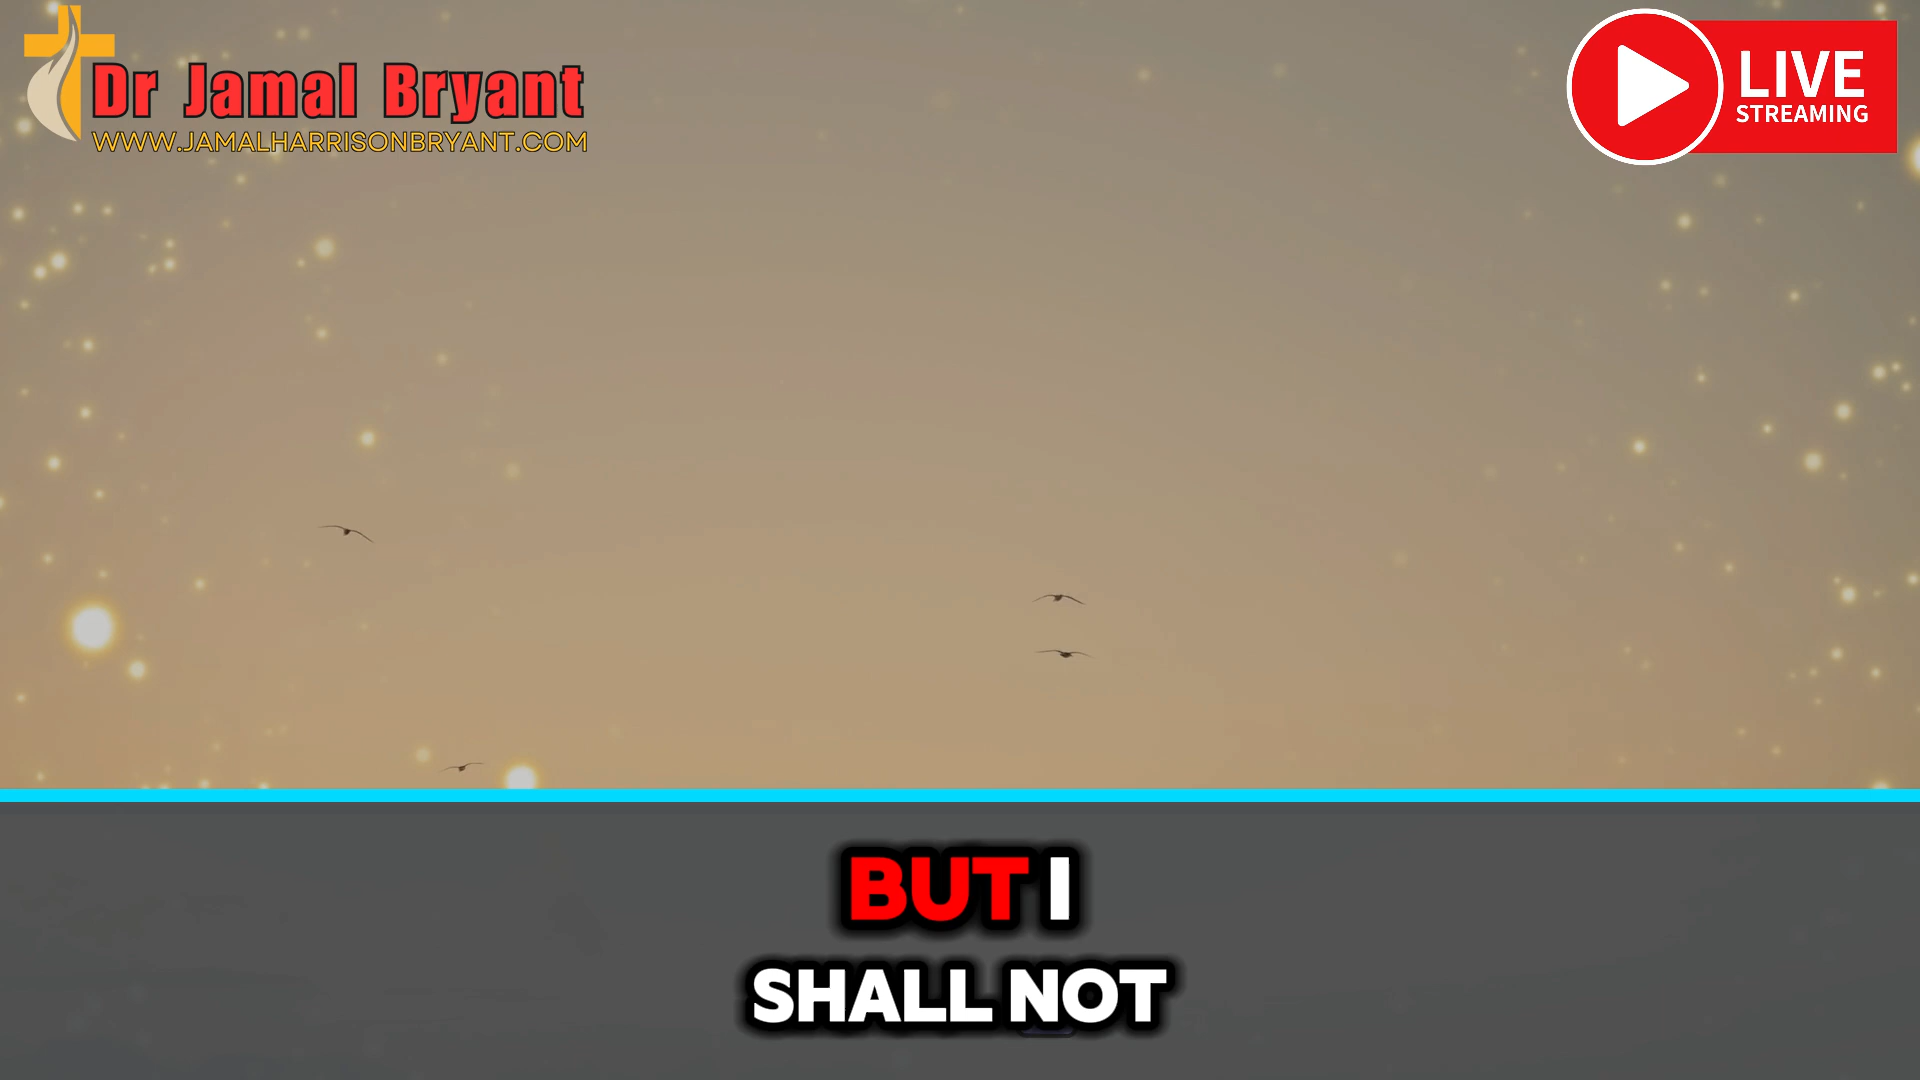 Dr Jamal Bryant
WWW.JAMALHARRISONBRYANT.COM
LIVE
STREAMING
BUT I
SHALL NOT